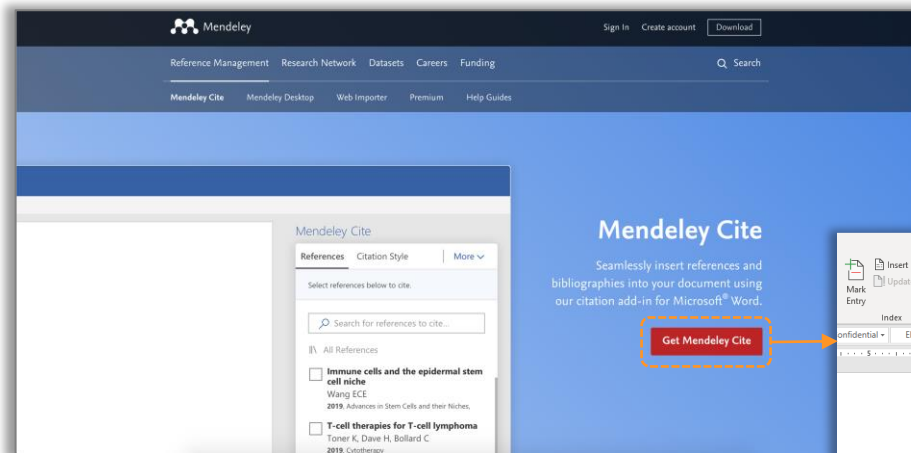 Mendeley
Sign In Create account Download
Reference Management Research Network Datasets Careers Funding
Search
Mendeley Cite Mendeley Desktop Web Importer Premium Help Guides
Mendeley Cite
References Citation Style More
Select references below to cite.
Search for references to cite...
All References
Immune cells and the epidermal stem
cell niche
Wang ECE
2019, Advances in Stem Cells and their Niches,
T-cell therapies for T-cell lymphoma
Toner K, Dave H, Bollard C
2019, Cytotherapy
Mendeley Cite
Seamlessly insert references and
bibliographies into your document using
our citation add-in for Microsoft® Word.
Get Mendeley Cite
Mark
Entry
Insert
Updat
Index
onfidential
El
5